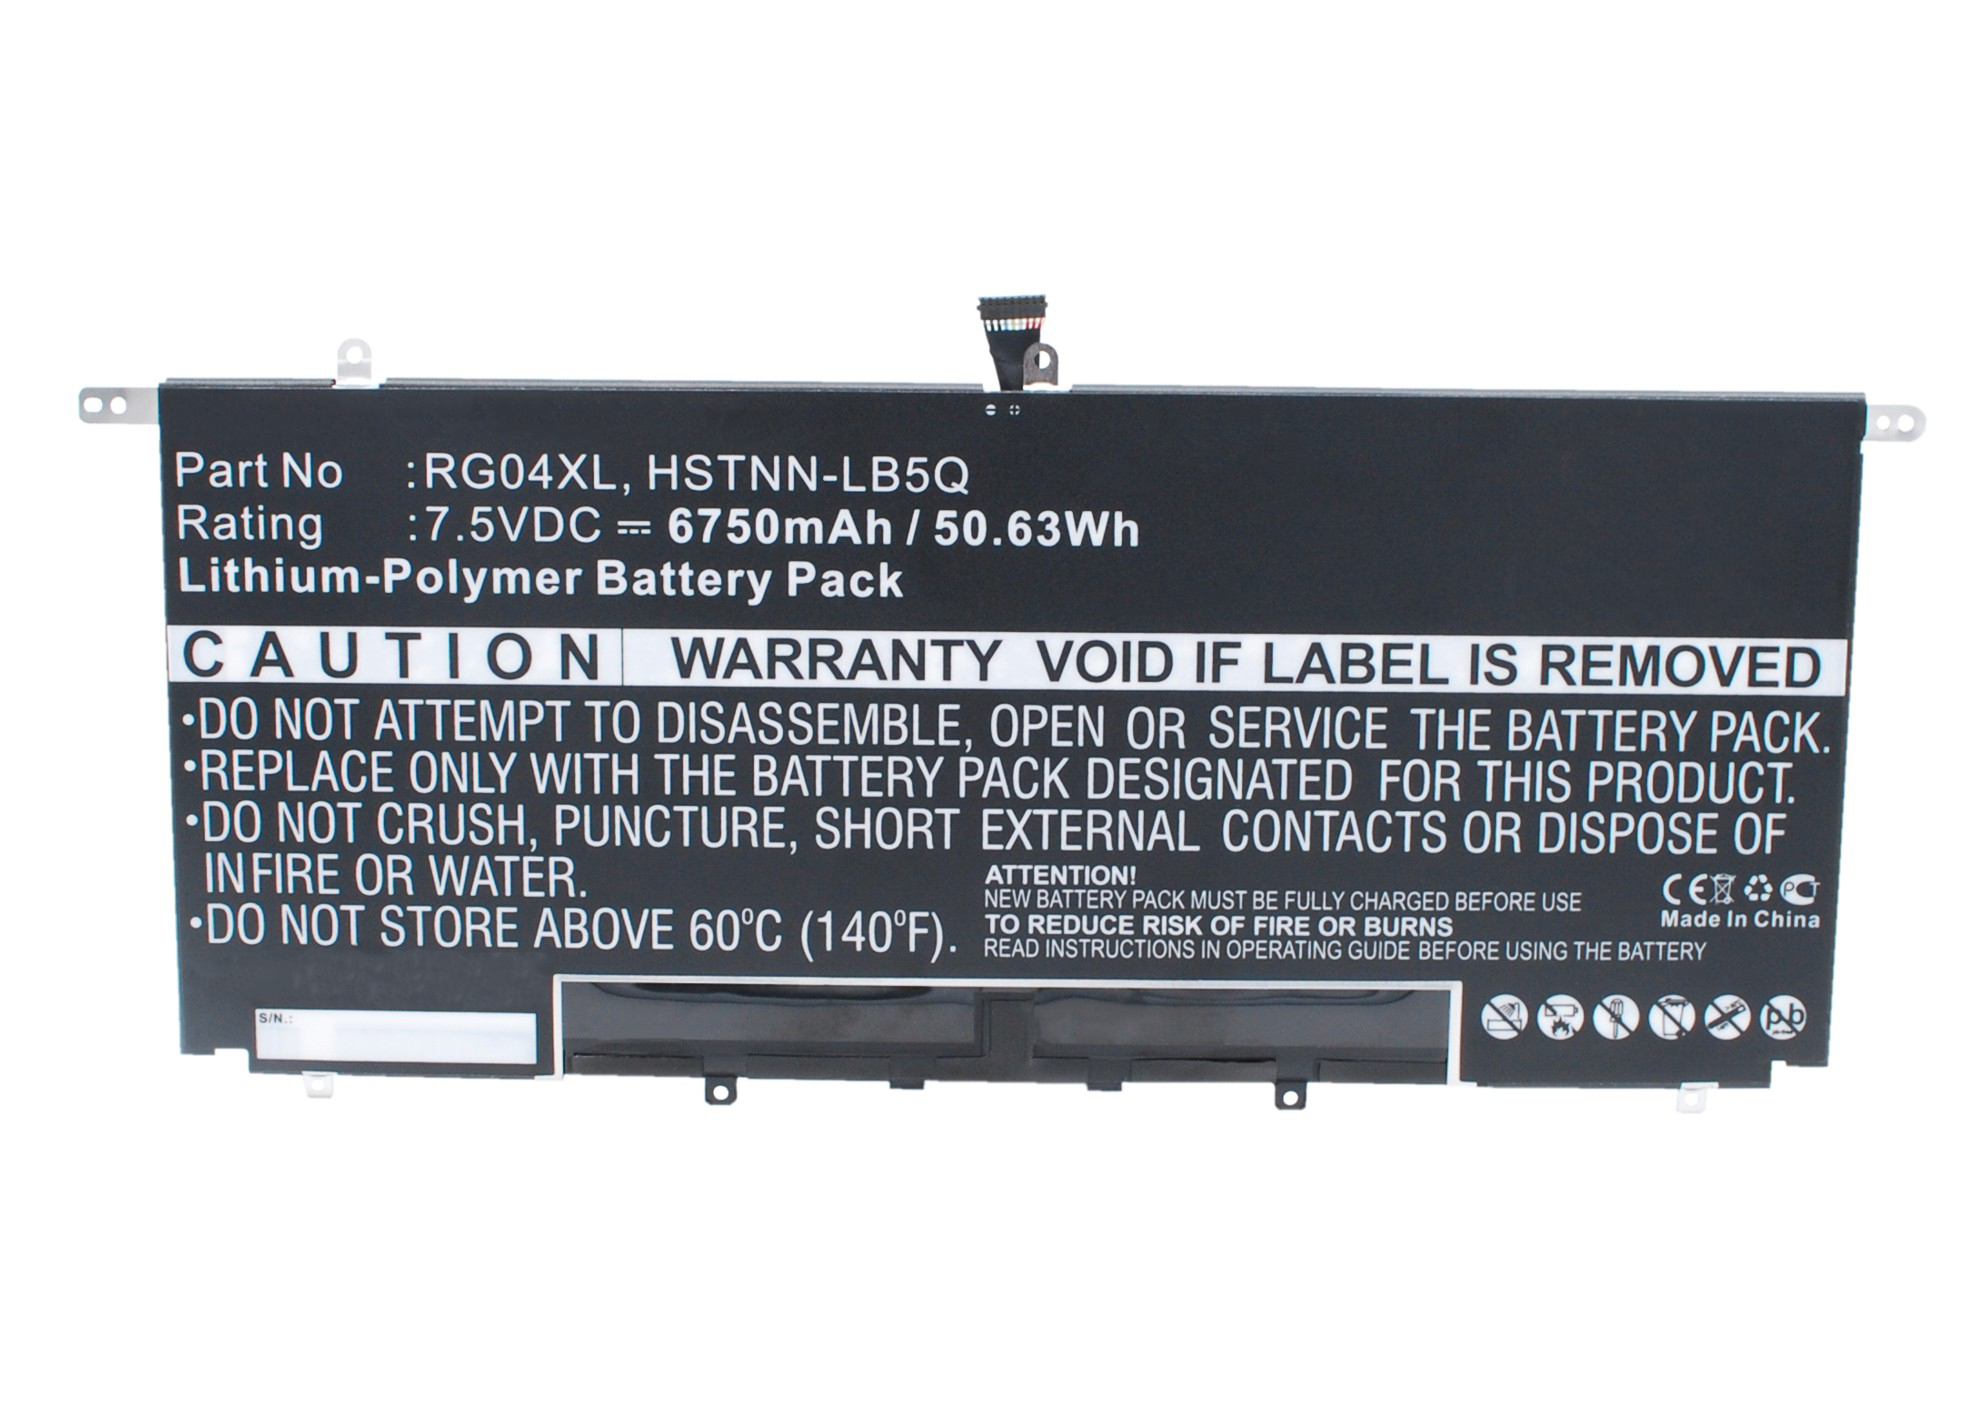 Part No :RG04XL, HSTNN-LB5Q
Rating :7.5VDC ⎓ 6750mAh / 50.63Wh
Lithium-Polymer Battery Pack
CAUTION WARRANTY VOID IF LABEL IS REMOVED
•DO NOT ATTEMPT TO DISASSEMBLE, OPEN OR SERVICE THE BATTERY PACK.
•REPLACE ONLY WITH THE BATTERY PACK DESIGNATED FOR THIS PRODUCT.
•DO NOT CRUSH, PUNCTURE, SHORT EXTERNAL CONTACTS OR DISPOSE OF
IN FIRE OR WATER.
•DO NOT STORE ABOVE 60°C (140°F).
ATTENTION!
NEW BATTERY PACK MUST BE FULLY CHARGED BEFORE USE
TO REDUCE RISK OF FIRE OR BURNS
READ INSTRUCTIONS IN OPERATING GUIDE BEFORE USING THE BATTERY
CE PCT
Made In China
S/N.:
pb